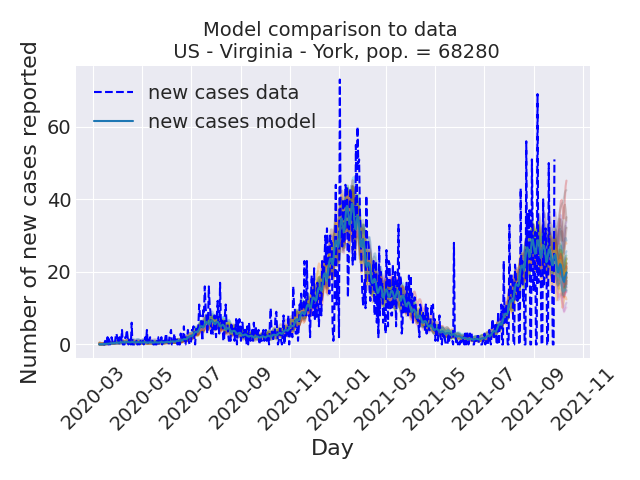 Model comparison to data
US - Virginia - York, pop. = 68280
Number of new cases reported
60
40
20
0
new cases data
new cases model
2020-03
2020-05
2020-07
2020-09
2020-11
2021-01
2021-03
2021-05
2021-07
2021-09
2021-11
Day